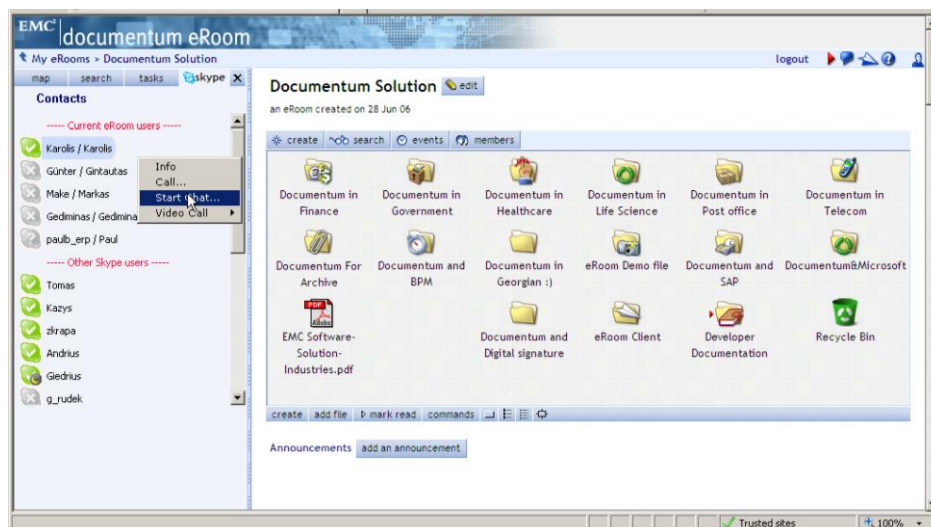 EMC² documentum eRoom
My eRooms > Documentum Solution
logout
map search tasks skype X
Contacts
----- Current eRoom users -----
Karolis / Karolis
Günter / Gintautas
Make / Markas
Gedminas / Gedmina
paulb_erp / Paul
----- Other Skype users -----
Tomas
Kazys
zkrapa
Andrius
Giedrius
g_rudek
Info
Call...
Start Chat...
Video Call
Documentum Solution edit
an eRoom created on 28 Jun 06
create search events members
Documentum in Finance
Documentum in Government
Documentum in Healthcare
Documentum in Life Science
Documentum in Post office
Documentum in Telecom
Documentum For Archive
Documentum and BPM
Documentum in Georgian :)
eRoom Demo file
Documentum and SAP
Documentum&Microsoft
PDF
Adobe
EMC Software-
Solution-
Industries.pdf
Documentum and Digital signature
eRoom Client
Developer Documentation
Recycle Bin
create add file mark read commands
Announcements add an announcement
Trusted sites 100%